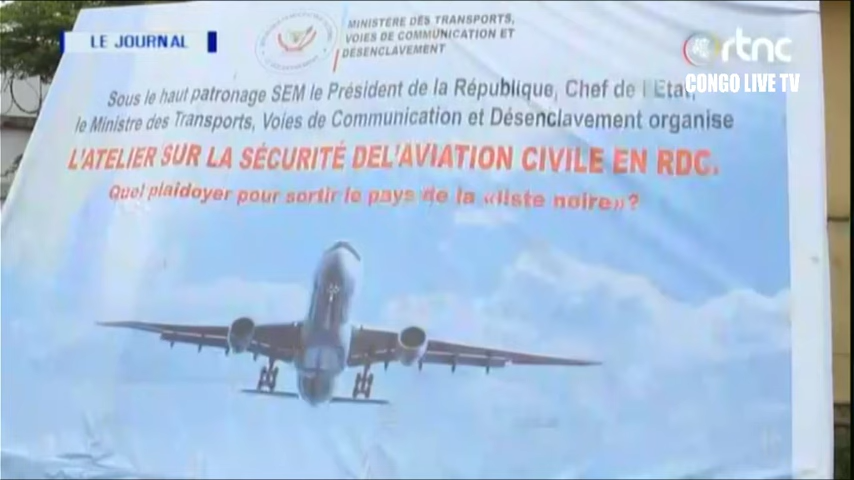 LE JOURNAL
MINISTÈRE DES TRANSPORTS,
VOIES DE COMMUNICATION ET
DÉSENCLAVEMENT
rtnc
CONGO LIVE TV
Sous le haut patronage SEM le Président de la République, Chef de l'Etat,
le Ministre des Transports, Voies de Communication et Désenclavement organise
L'ATELIER SUR LA SÉCURITÉ DEL'AVIATION CIVILE EN RDC.
Quel plaidoyer pour sortir le pays de la «liste noire»?